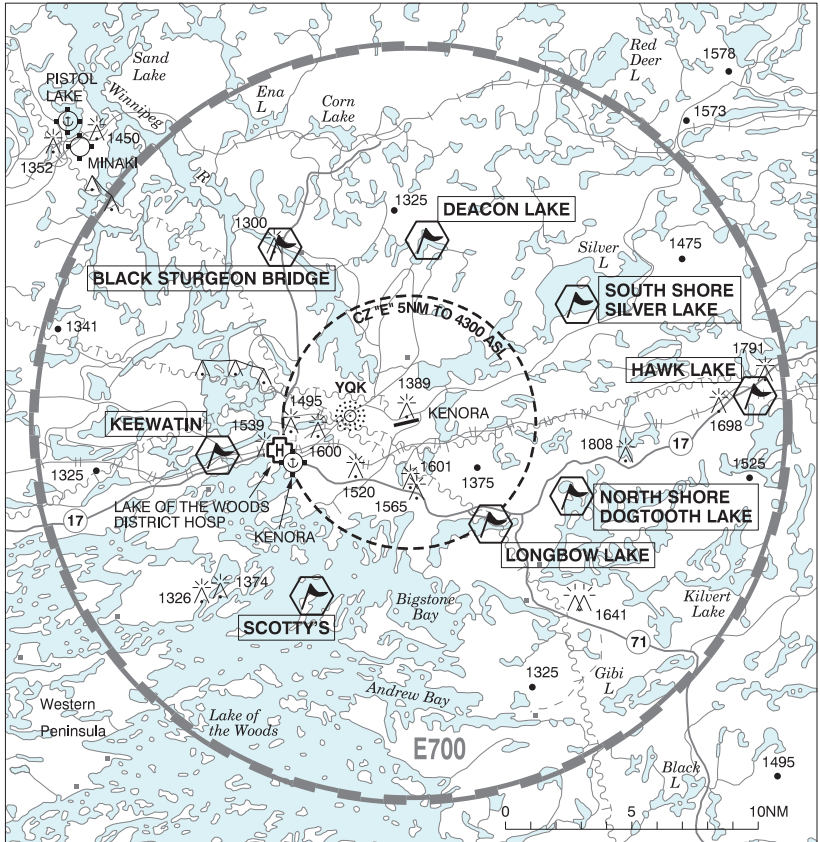 Sand
Lake
Red
Deer
L
1578
PISTOL
LAKE
Winnipeg
Ena
L
Corn
Lake
1573
1450
1352
MINAKI
R
1325
DEACON LAKE
1300
BLACK STURGEON BRIDGE
Silver
L
1475
SOUTH SHORE
SILVER LAKE
CZ "E" 5NM TO 4300 ASL
1341
1791
HAWK LAKE
YQK
1389
1495
KENORA
KEEWATIN
1539
1698
H
1600
1808
17
1325
1601
1375
1525
1520
1565
LAKE OF THE WOODS
DISTRICT HOSP
NORTH SHORE
DOGTOOTH LAKE
17
KENORA
LONGBOW LAKE
1326
1374
Bigstone
Bay
1641
Kilvert
Lake
SCOTTY'S
71
1325
Gibi
L
Andrew Bay
Western
Peninsula
Lake of
the Woods
E700
Black
L
1495
0 5 10NM